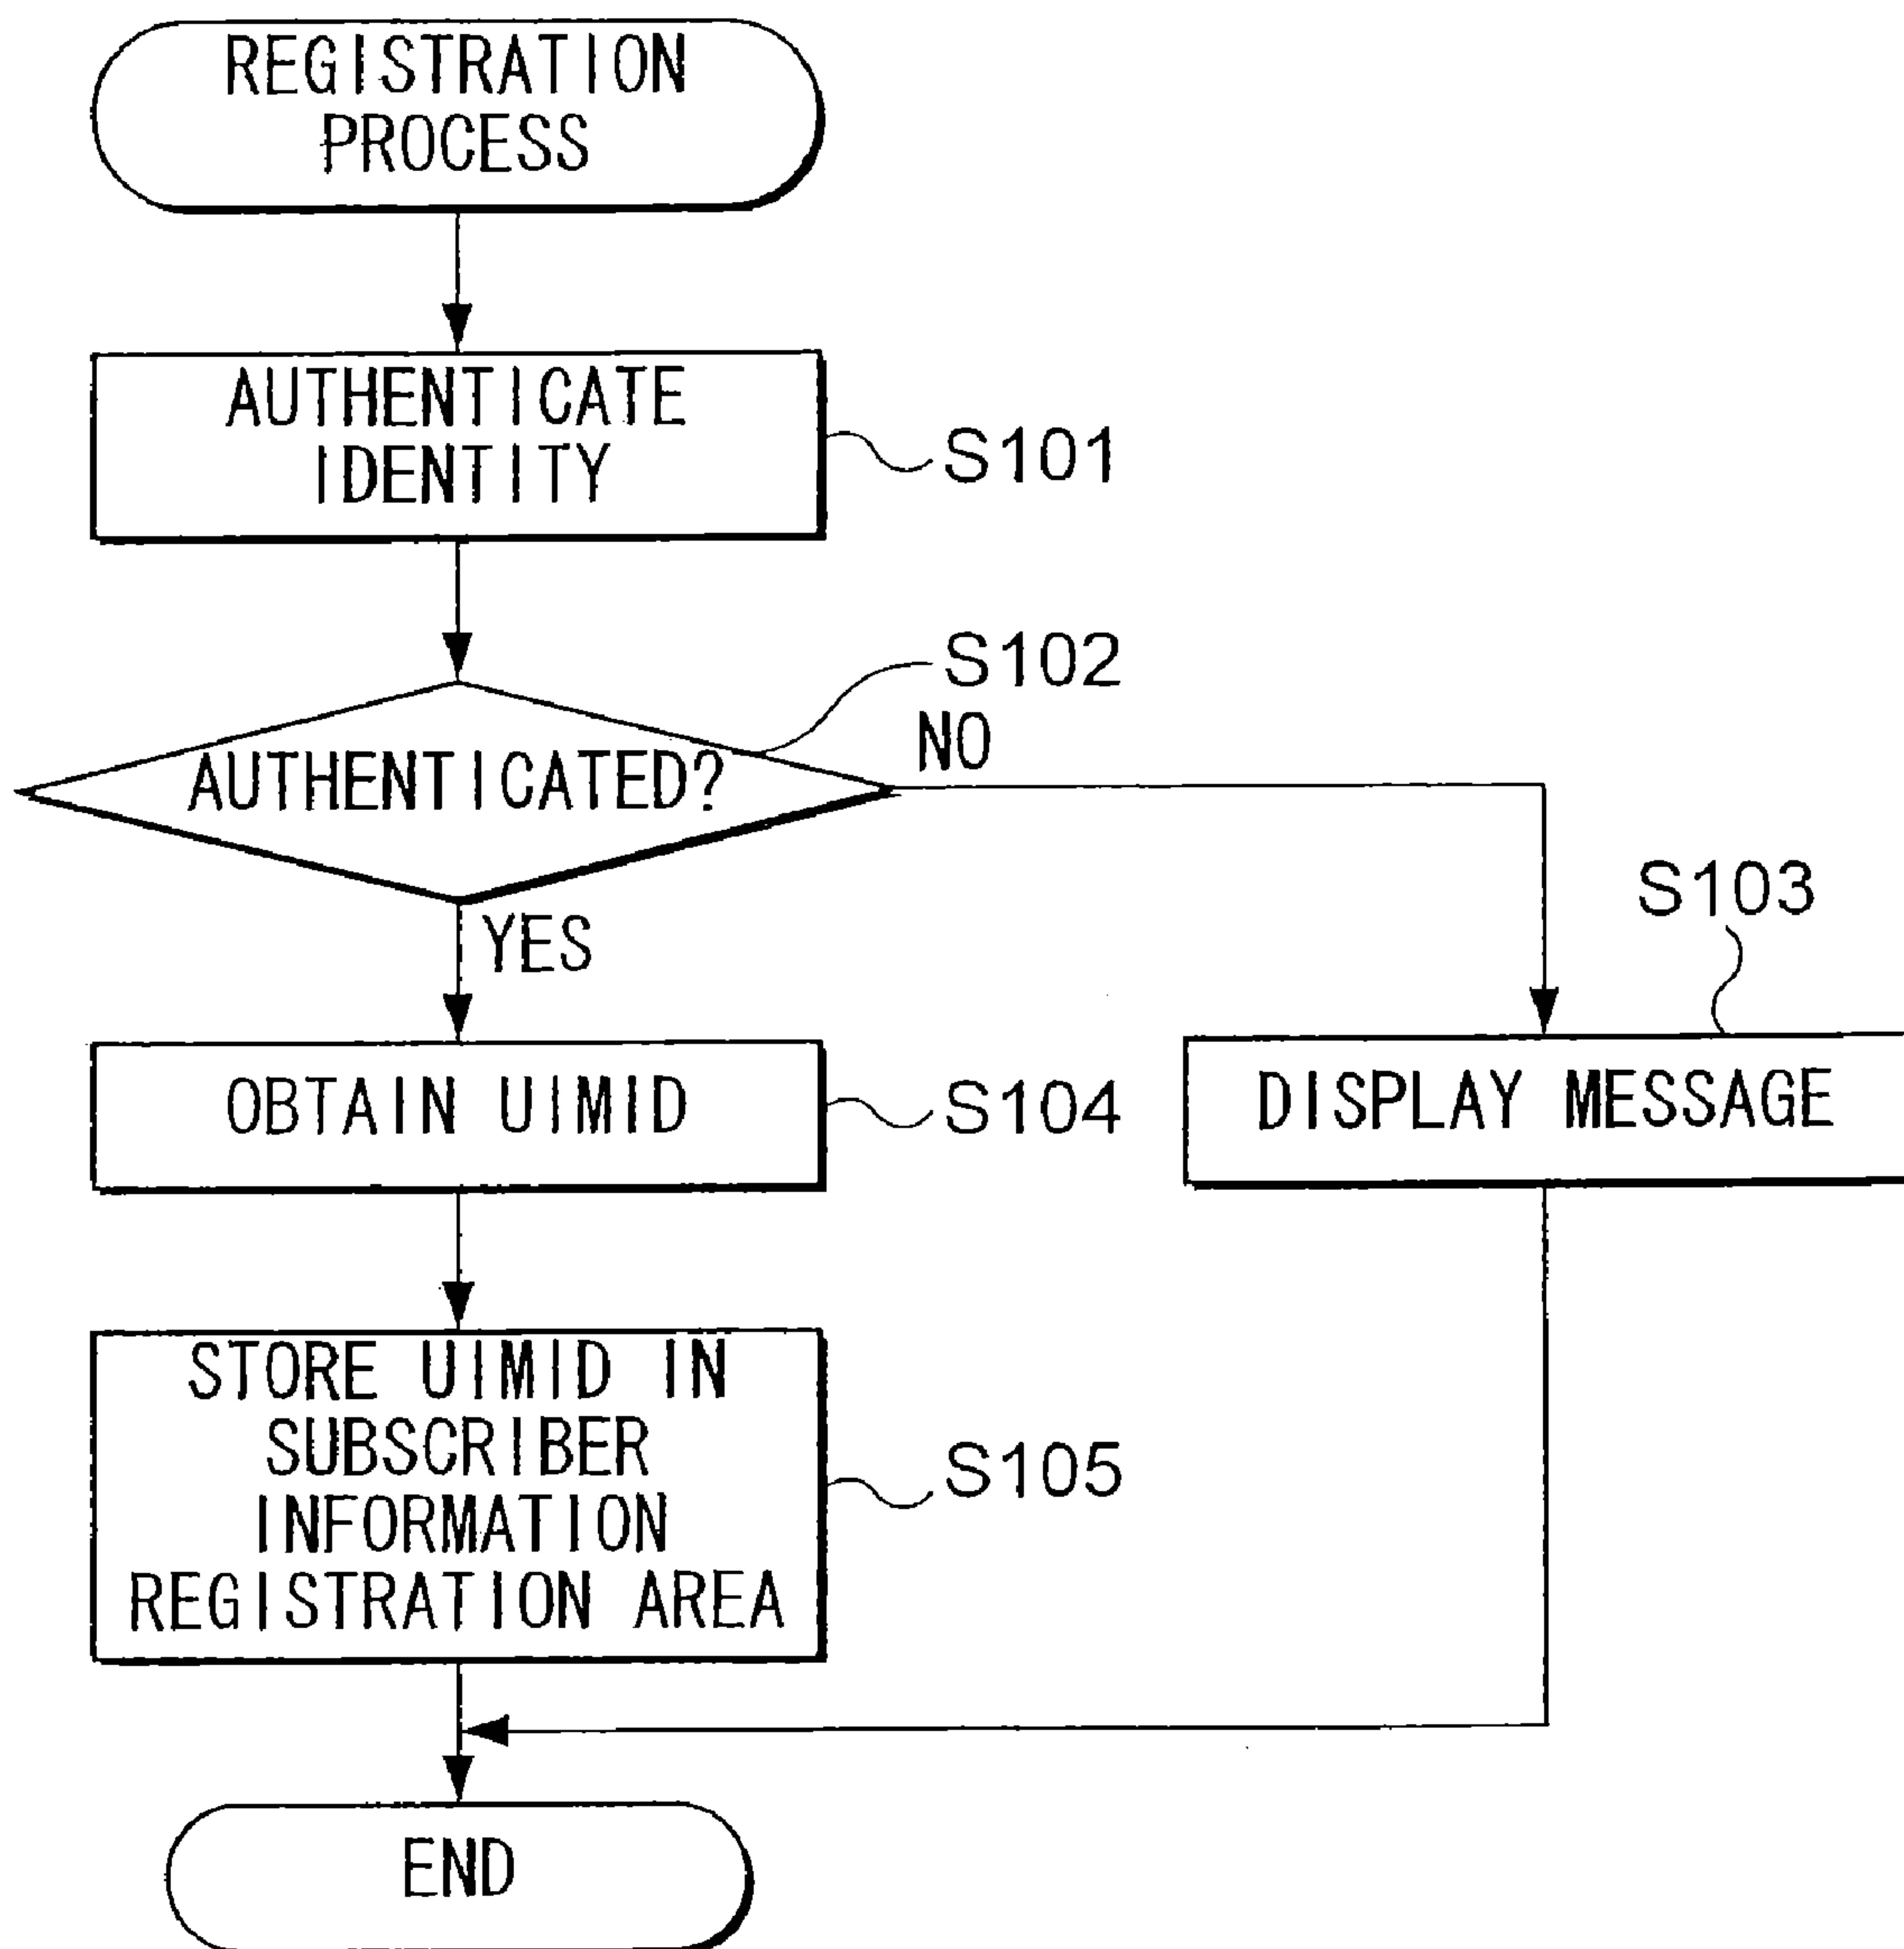 REGISTRATION
PROCESS
AUTHENTICATE
IDENTITY
S101
S102
AUTHENTICATED?
NO
YES
S103
OBTAIN UIMID
S104
DISPLAY MESSAGE
STORE UIMID IN
SUBSCRIBER
INFORMATION
REGISTRATION AREA
S105
END